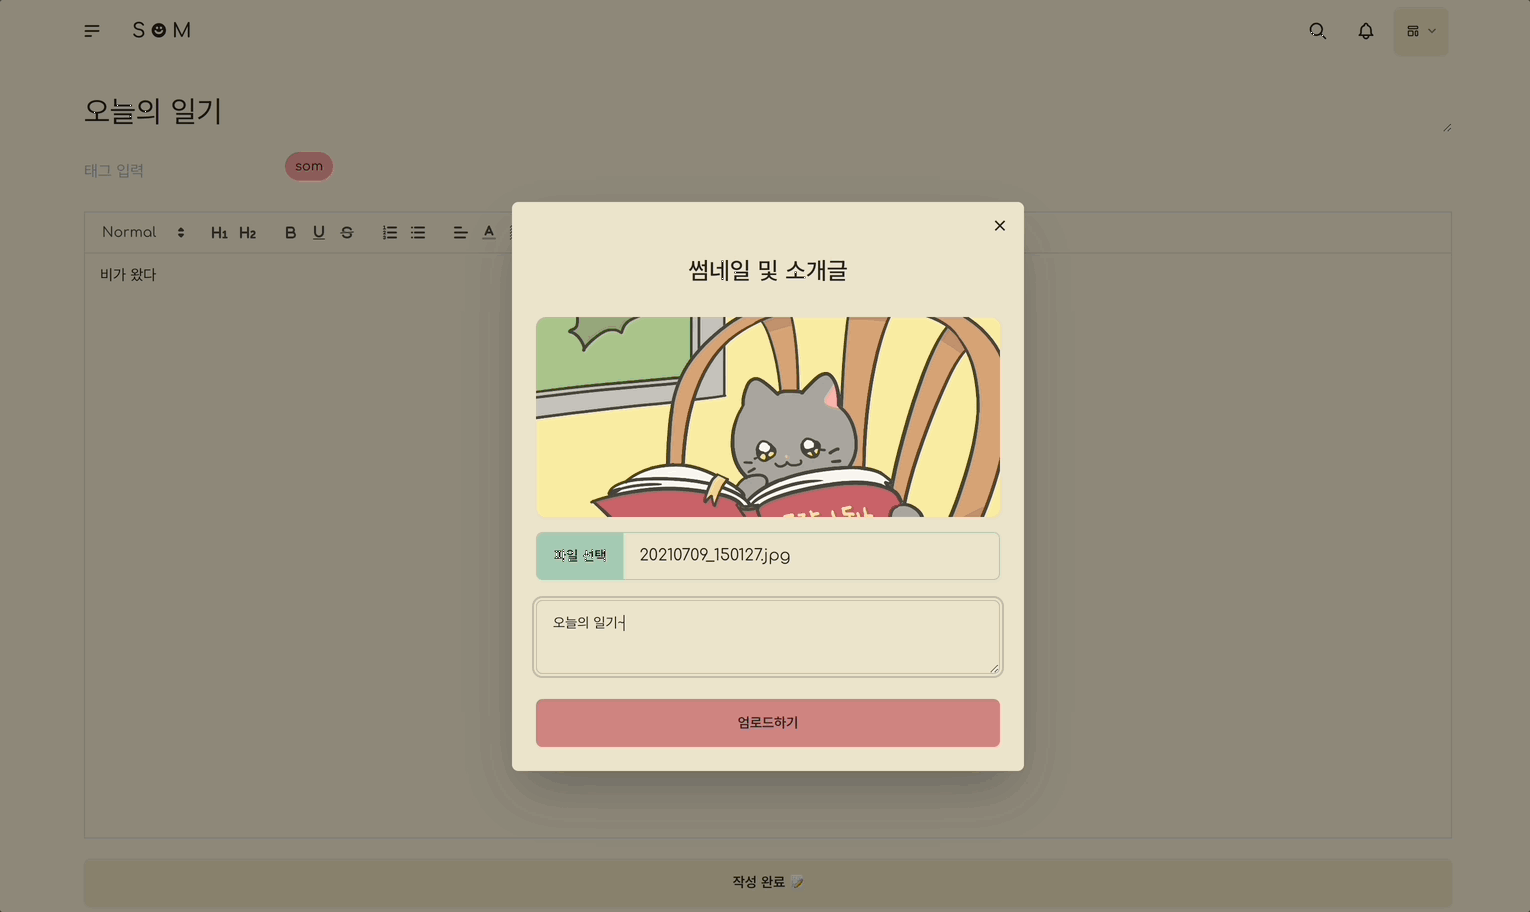 SOM
오늘의 일기
태그 입력
som
Normal H1 H2 B U S A
비가 왔다
썸네일 및 소개글
파일 선택 20210709_150127.jpg
오늘의 일기~
업로드하기
작성 완료